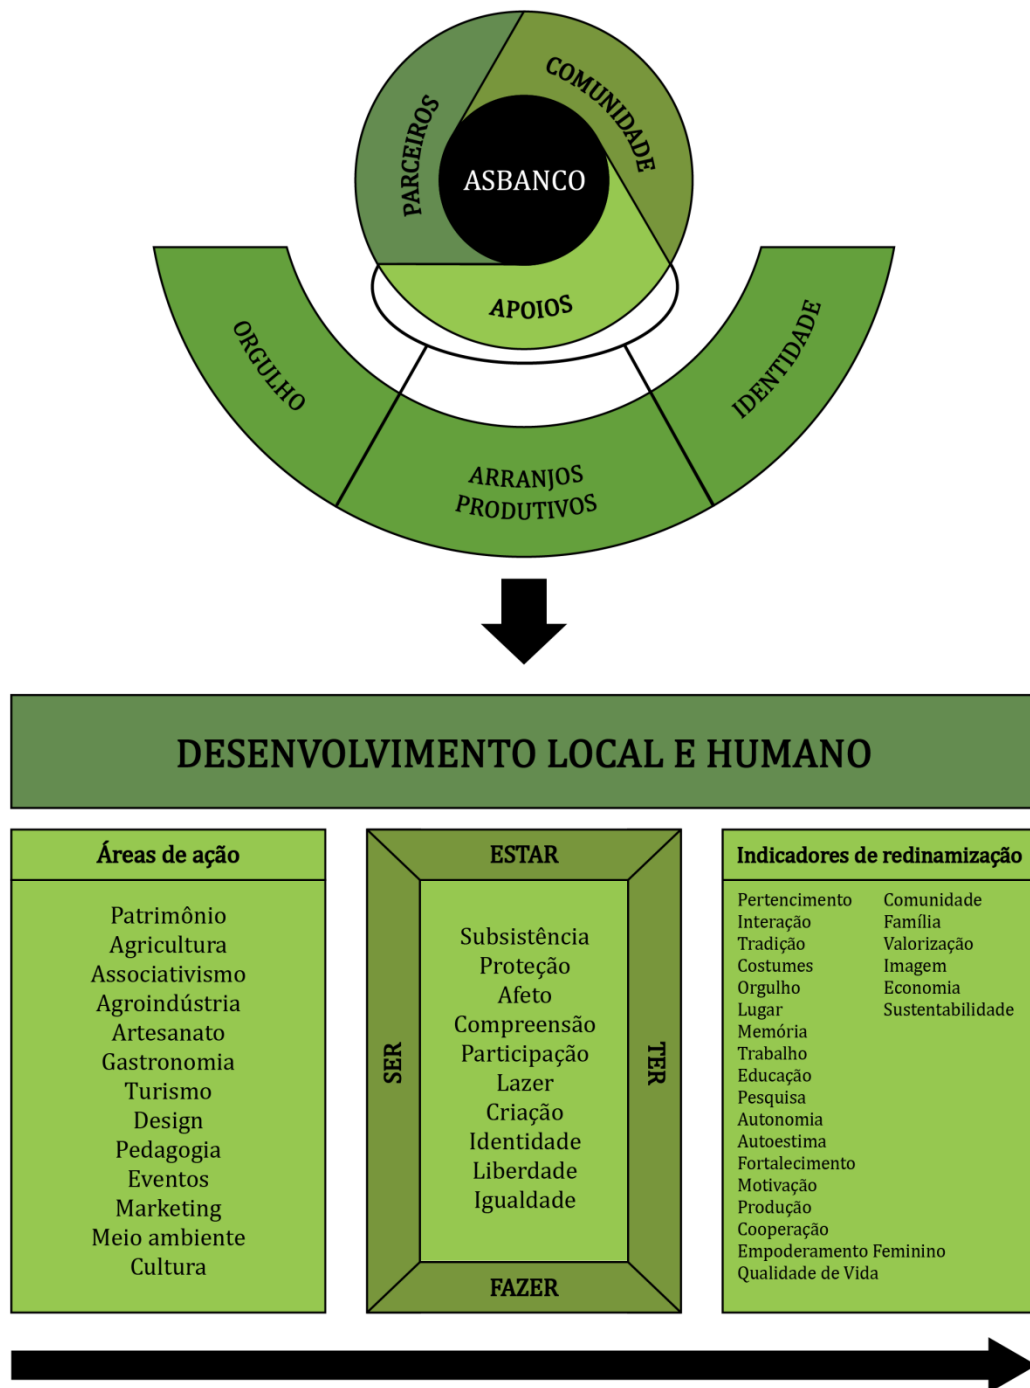 PARCEIROS
COMUNIDADE
ASBANCO
APOIOS
ORGULHO
ARRANJOS
PRODUTIVOS
IDENTIDADE
DESENVOLVIMENTO LOCAL E HUMANO
Áreas de ação
Patrimônio
Agricultura
Associativismo
Agroindústria
Artesanato
Gastronomia
Turismo
Design
Pedagogia
Eventos
Marketing
Meio ambiente
Cultura
ESTAR
SER
Subsistência
Proteção
Afeto
Compreensão
Participação
Lazer
Criação
Identidade
Liberdade
Igualdade
TER
FAZER
Indicadores de redinamização
Pertencimento
Interação
Tradição
Costumes
Orgulho
Lugar
Memória
Trabalho
Educação
Pesquisa
Autonomia
Autoestima
Fortalecimento
Motivação
Produção
Cooperação
Empoderamento Feminino
Qualidade de Vida
Comunidade
Família
Valorização
Imagem
Economia
Sustentabilidade